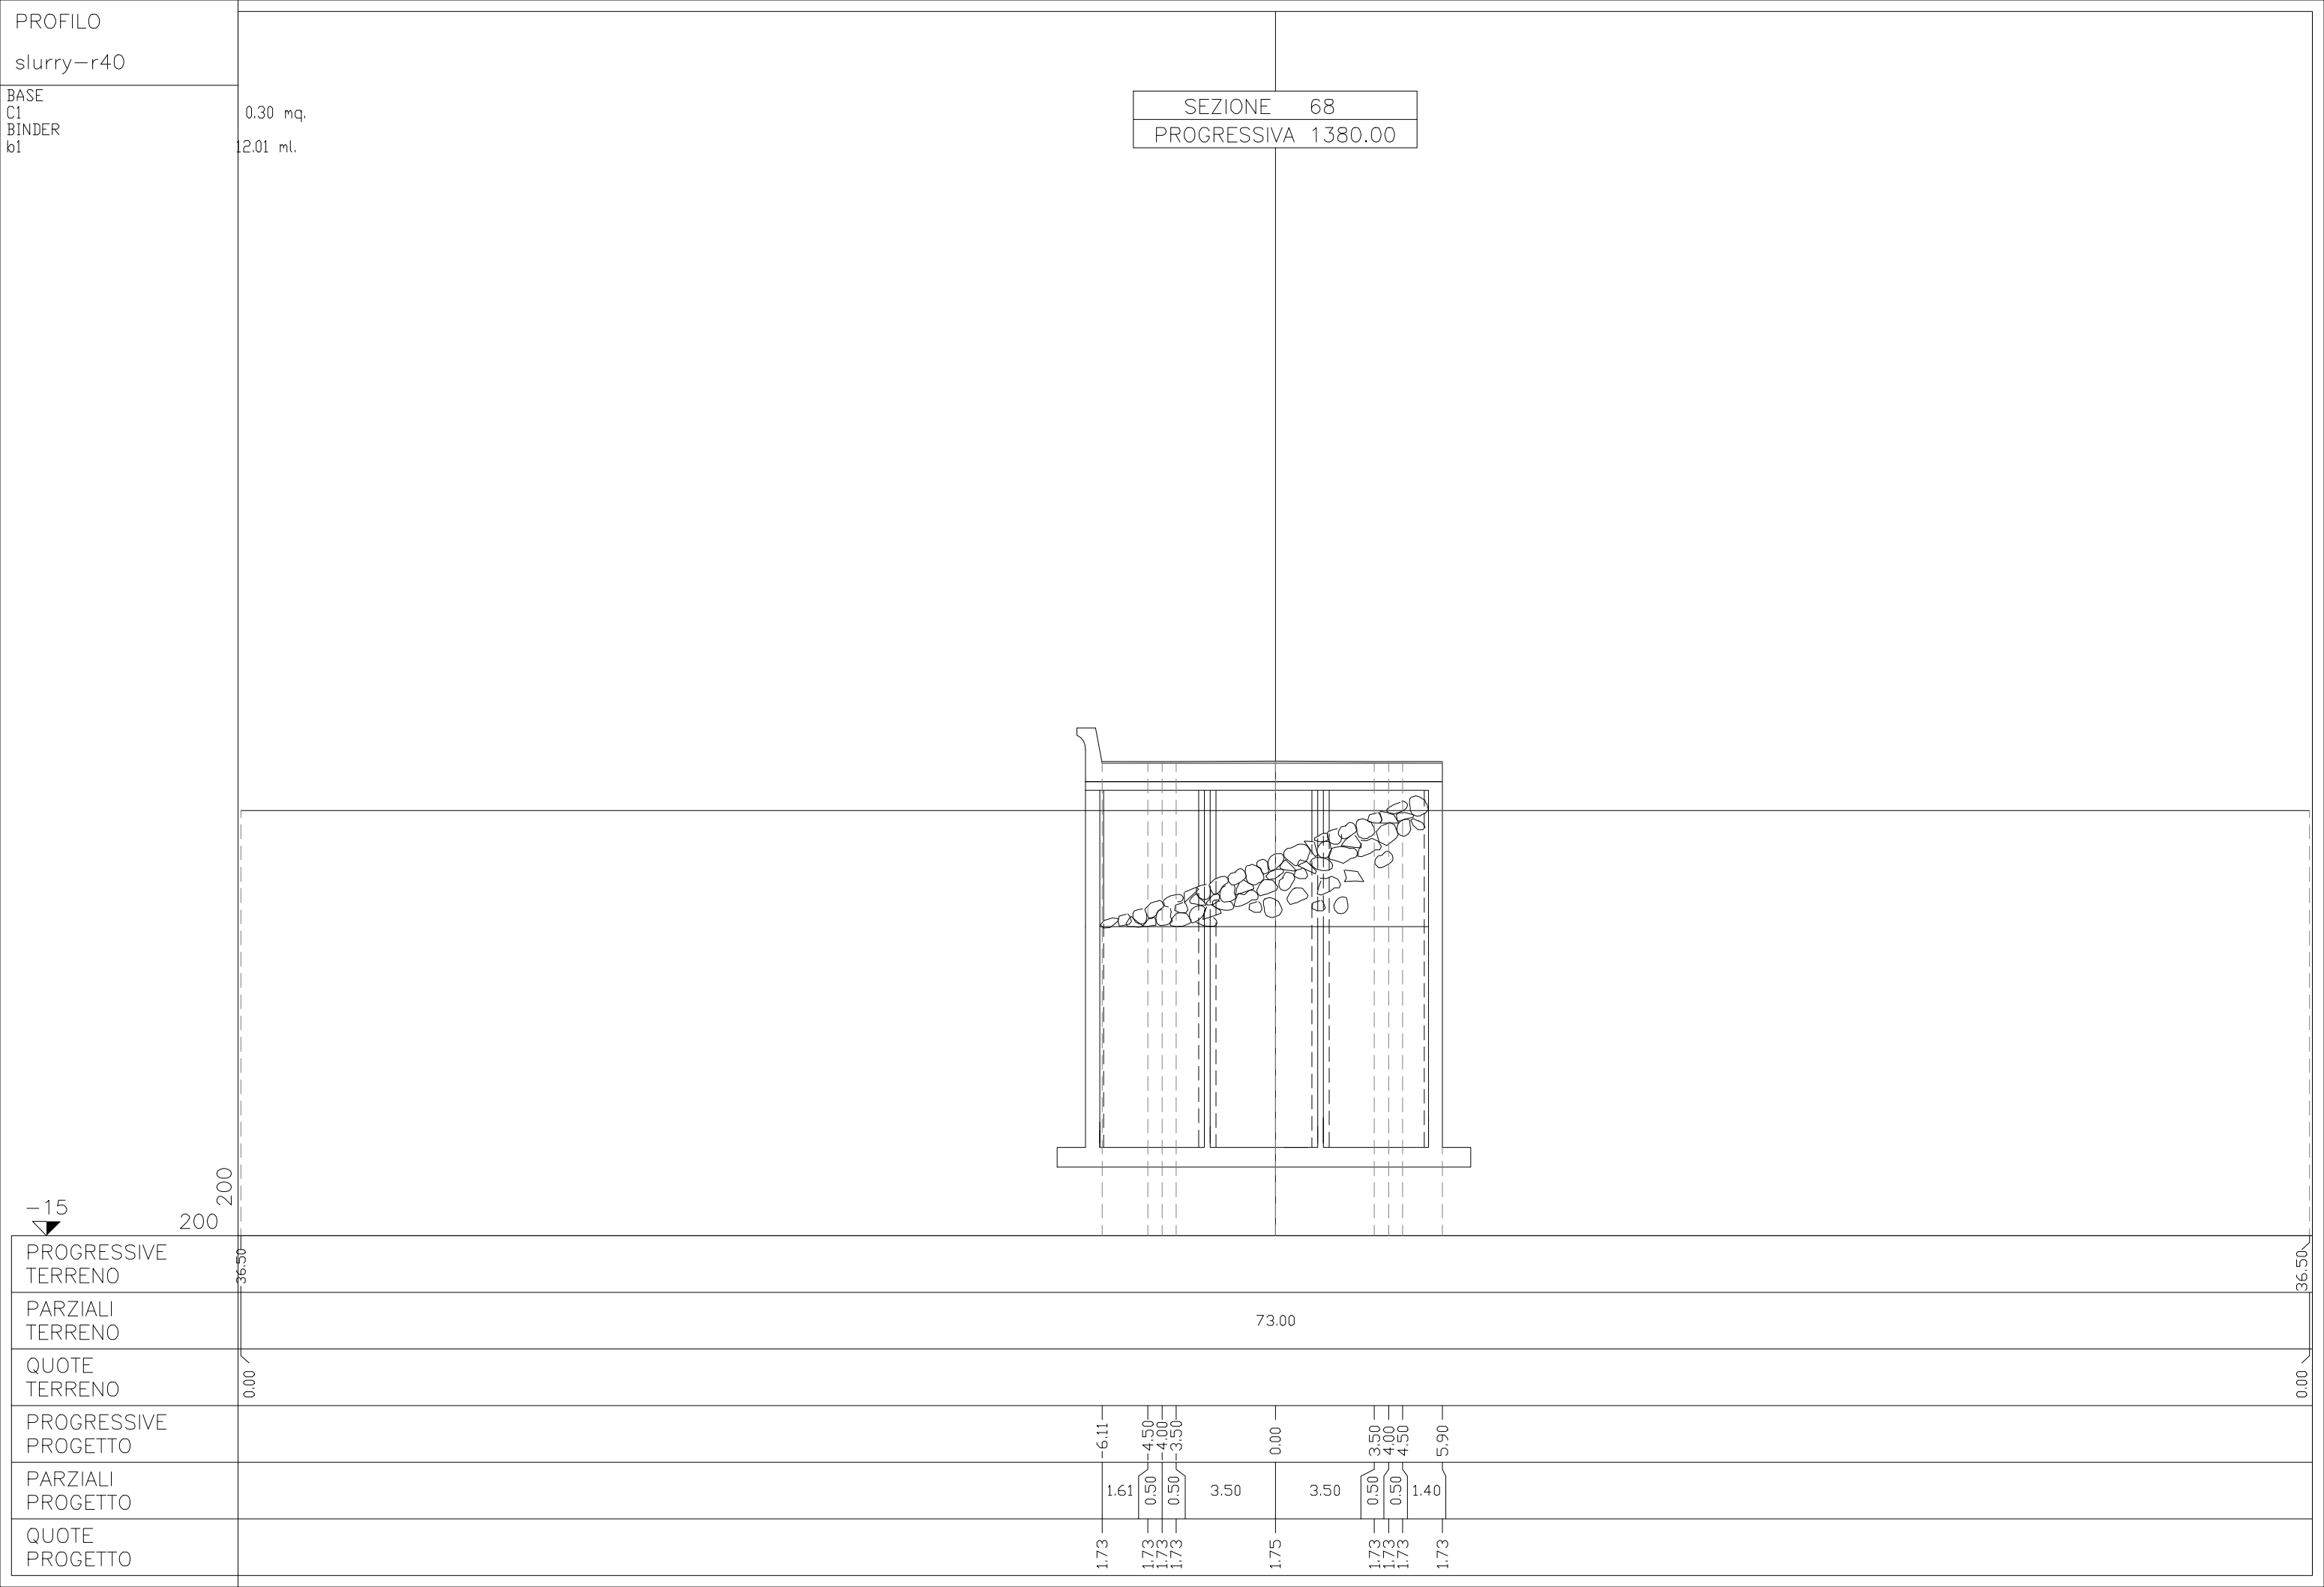 PROFILO
slurry-r40
BASE
C1 0.30 mq.
BINDER
b1 12.01 ml.
SEZIONE 68
PROGRESSIVA 1380.00
-15
200
200
PROGRESSIVE
TERRENO
-36.50 36.50
PARZIALI
TERRENO
73.00
QUOTE
TERRENO
0.00 0.00
PROGRESSIVE
PROGETTO
-6.11 -4.50 -4.00 -3.50 0.00 3.50 4.00 4.50 5.90
PARZIALI
PROGETTO
1.61 0.50 0.50 3.50 3.50 0.50 0.50 1.40
QUOTE
PROGETTO
1.73 1.73 1.73 1.73 1.75 1.73 1.73 1.73 1.73